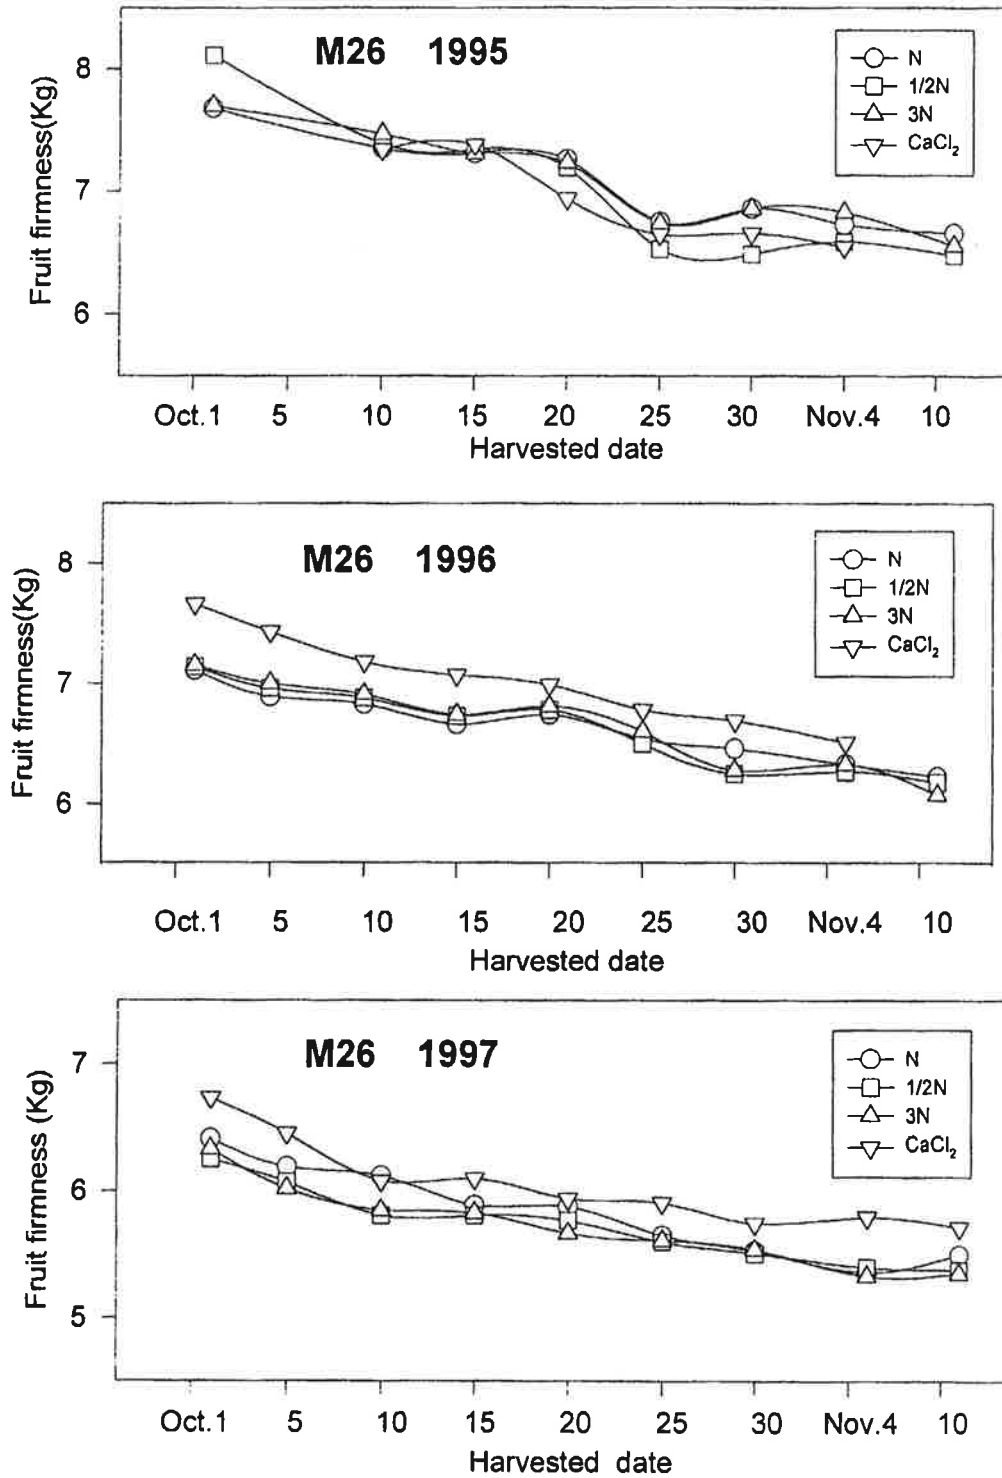 M26 1995
N
1/2N
3N
CaCl₂
Fruit firmness(Kg)
8
7
6
Oct.1 5 10 15 20 25 30 Nov.4 10
Harvested date
M26 1996
N
1/2N
3N
CaCl₂
Fruit firmness(Kg)
8
7
6
Oct.1 5 10 15 20 25 30 Nov.4 10
Harvested date
M26 1997
N
1/2N
3N
CaCl₂
Fruit firmness (Kg)
7
6
5
Oct.1 5 10 15 20 25 30 Nov.4 10
Harvested date